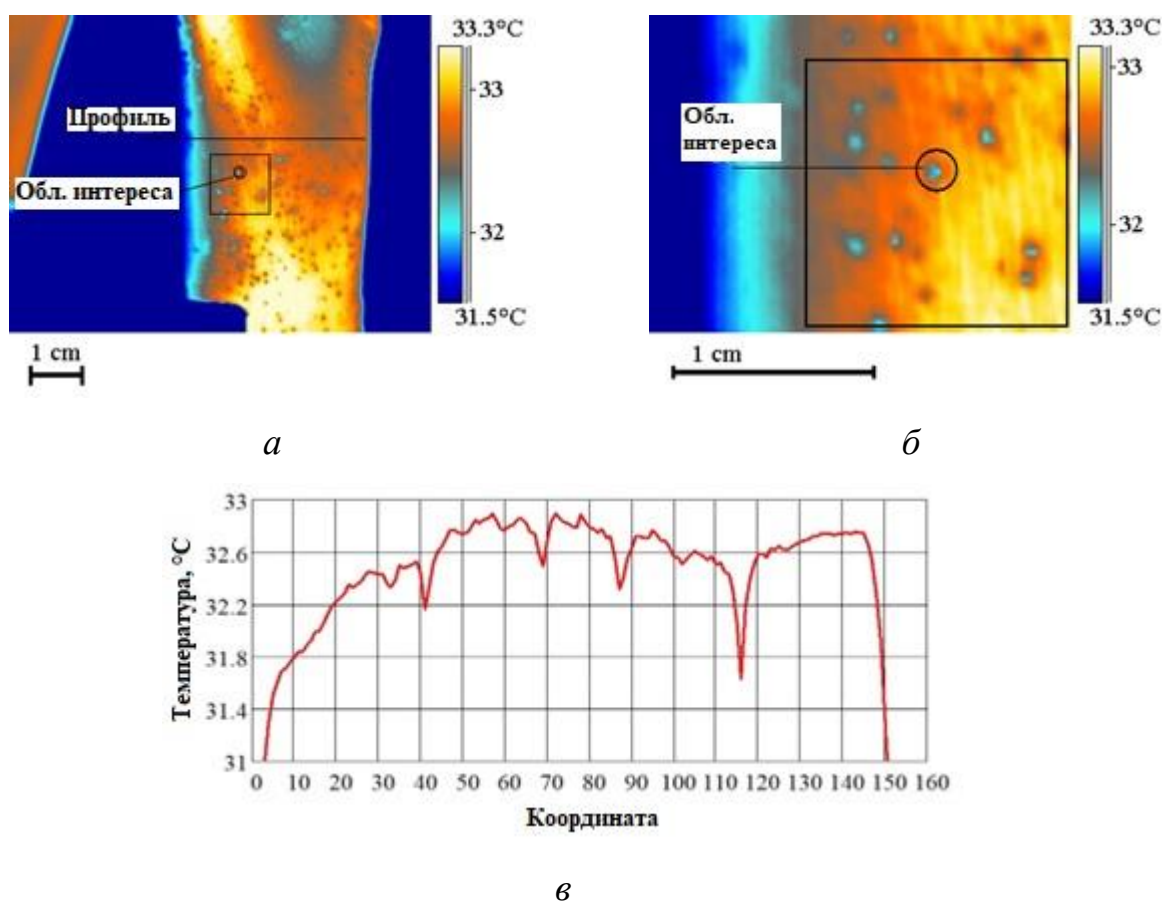 33.3°C
33
Профиль
Обл. интереса
32
31.5°C
1 cm
а
33.3°C
33
Обл.
интереса
32
31.5°C
1 cm
б
Температура, °C
33
32.6
32.2
31.8
31.4
31
0 10 20 30 40 50 60 70 80 90 100 110 120 130 140 150 160
Координата
в